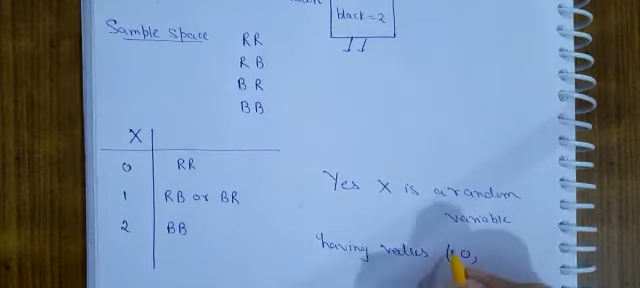 black = 2
Sample space
RR
RB
BR
BB
X
0 RR
1 RB or BR
2 BB
Yes X is a random
variable
having values 0,